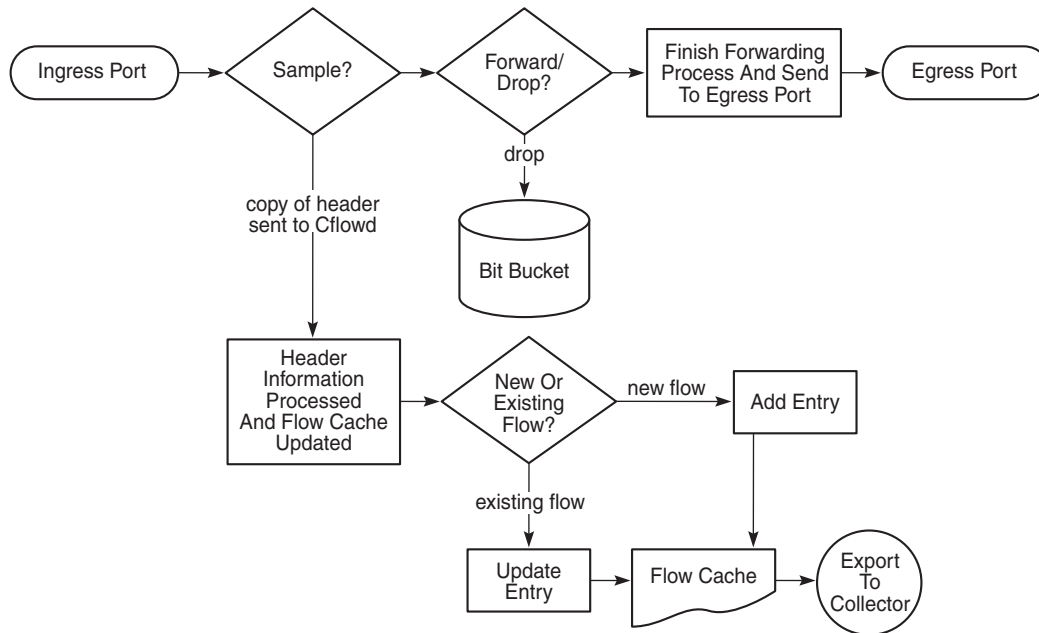 Ingress Port
Sample?
Forward/
Drop?
Finish Forwarding
Process And Send
To Egress Port
Egress Port
drop
copy of header
sent to Cflowd
Bit Bucket
Header
Information
Processed
And Flow Cache
Updated
New Or
Existing
Flow?
new flow
Add Entry
existing flow
Update
Entry
Flow Cache
Export
To
Collector